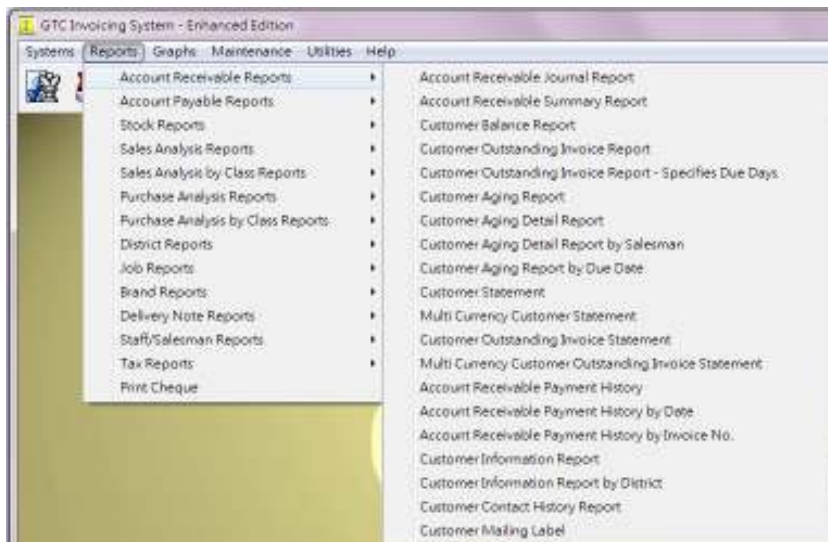 GTC Invoicing System - Enhanced Edition
Systems Reports Graphs Maintenance Utilities Help
Account Receivable Reports
Account Payable Reports
Stock Reports
Sales Analysis Reports
Sales Analysis by Class Reports
Purchase Analysis Reports
Purchase Analysis by Class Reports
District Reports
Job Reports
Brand Reports
Delivery Note Reports
Staff/Salesman Reports
Tax Reports
Print Cheque
Account Receivable Journal Report
Account Receivable Summary Report
Customer Balance Report
Customer Outstanding Invoice Report
Customer Outstanding Invoice Report - Specifies Due Days
Customer Aging Report
Customer Aging Detail Report
Customer Aging Detail Report by Salesman
Customer Aging Report by Due Date
Customer Statement
Multi Currency Customer Statement
Customer Outstanding Invoice Statement
Multi Currency Customer Outstanding Invoice Statement
Account Receivable Payment History
Account Receivable Payment History by Date
Account Receivable Payment History by Invoice No.
Customer Information Report
Customer Information Report by District
Customer Contact History Report
Customer Mailing Label